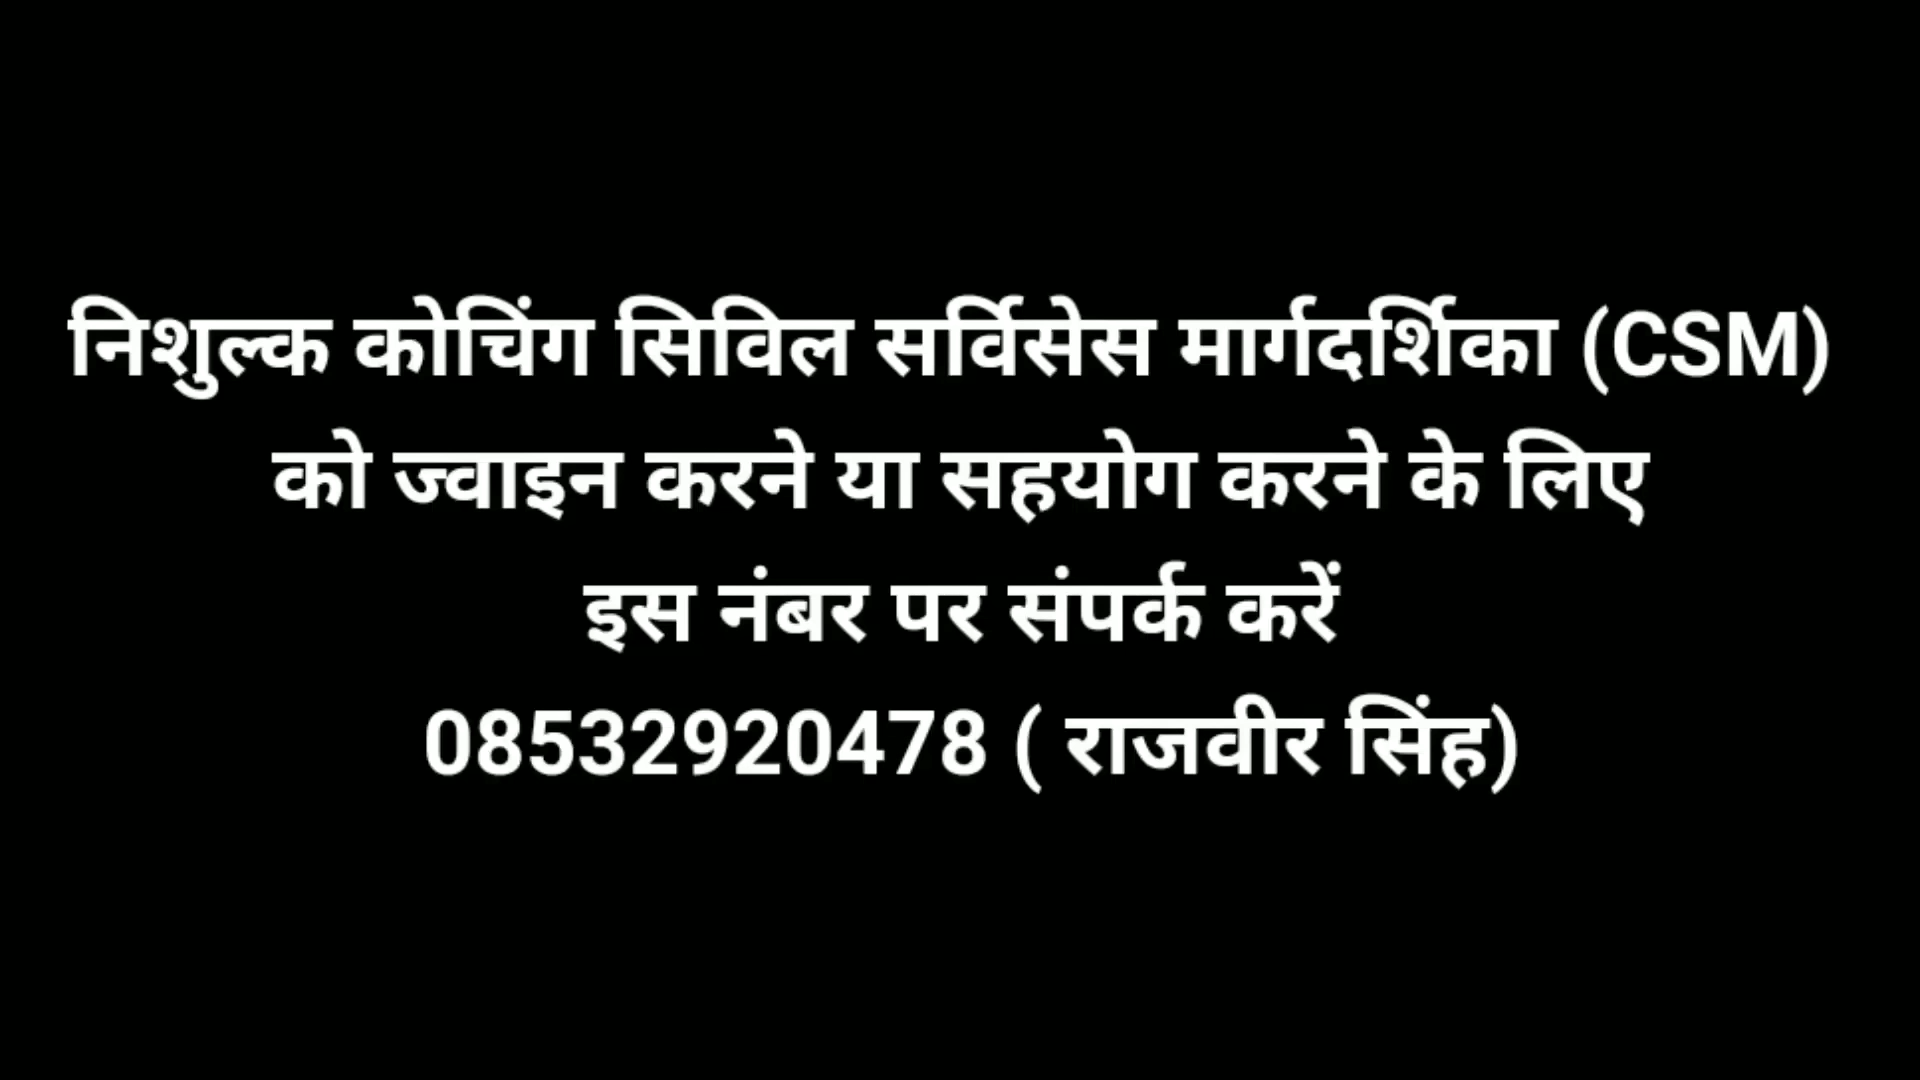 निशुल्क कोचिंग सिविल सर्विसेस मार्गदर्शिका (CSM)
को ज्वाइन करने या सहयोग करने के लिए
इस नंबर पर संपर्क करें
08532920478 ( राजवीर सिंह)